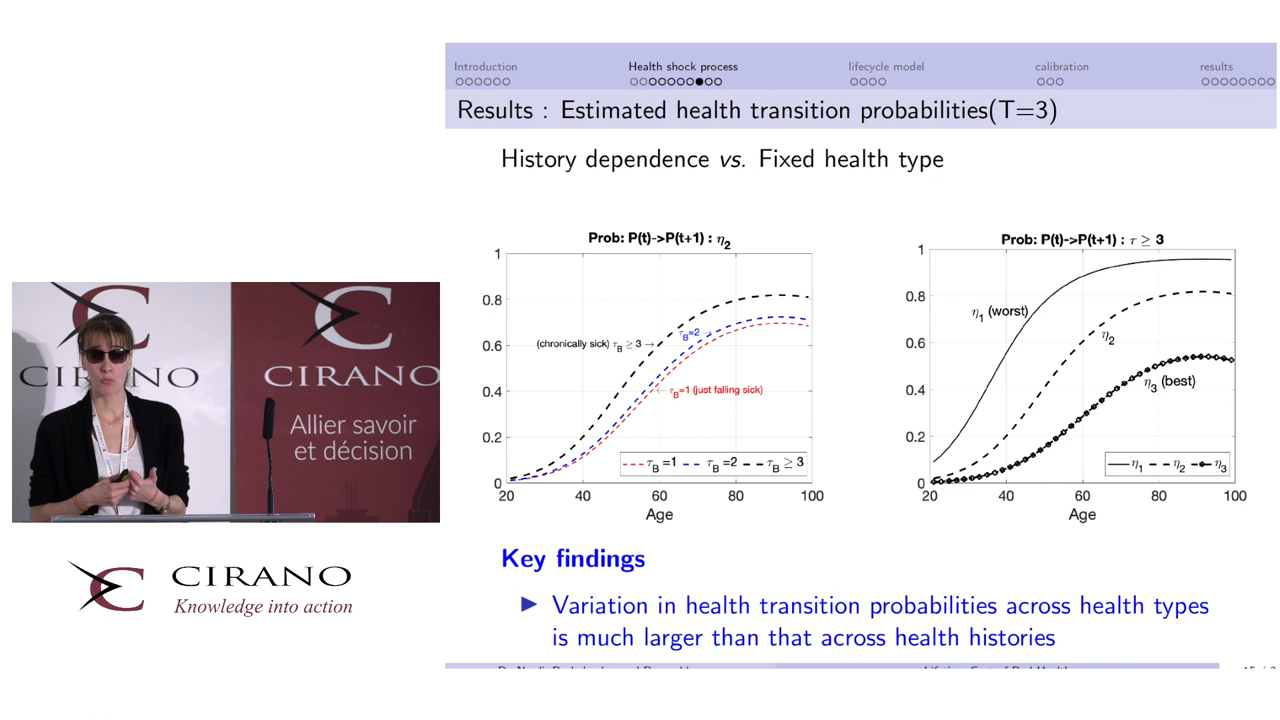 Introduction
Health shock process
lifecycle model
calibration
results
Results : Estimated health transition probabilities(T=3)
History dependence vs. Fixed health type
Prob: P(t)->P(t+1) : η2
1
0.8
0.6
0.4
0.2
0
20
40
60
80
100
Age
(chronically sick) τB ≥ 3 →
τB=2 →
← τB=1 (just falling sick)
τB =1
τB =2
τB ≥ 3
Prob: P(t)->P(t+1) : τ ≥ 3
1
0.8
0.6
0.4
0.2
0
20
40
60
80
100
Age
η1 (worst)
η2
η3 (best)
η1
η2
η3
Key findings
Variation in health transition probabilities across health types
is much larger than that across health histories
CIRANO
CIRANO
Allier savoir
et décision
CIRANO
Knowledge into action